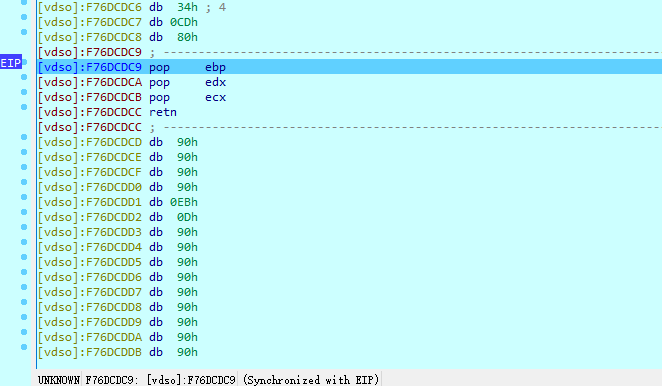 [vdso]:F76DCDC6 db  34h ; 4
[vdso]:F76DCDC7 db 0CDh
[vdso]:F76DCDC8 db  80h
[vdso]:F76DCDC9 ; ---------------------------------------------------------------
EIP [vdso]:F76DCDC9 pop     ebp
[vdso]:F76DCDCA pop     edx
[vdso]:F76DCDCB pop     ecx
[vdso]:F76DCDCC retn
[vdso]:F76DCDCC ; ---------------------------------------------------------------
[vdso]:F76DCDCD db  90h
[vdso]:F76DCDCE db  90h
[vdso]:F76DCDCF db  90h
[vdso]:F76DCDD0 db  90h
[vdso]:F76DCDD1 db 0EBh
[vdso]:F76DCDD2 db  0Dh
[vdso]:F76DCDD3 db  90h
[vdso]:F76DCDD4 db  90h
[vdso]:F76DCDD5 db  90h
[vdso]:F76DCDD6 db  90h
[vdso]:F76DCDD7 db  90h
[vdso]:F76DCDD8 db  90h
[vdso]:F76DCDD9 db  90h
[vdso]:F76DCDDA db  90h
[vdso]:F76DCDDB db  90h
UNKNOWN F76DCDC9: [vdso]:F76DCDC9 (Synchronized with EIP)